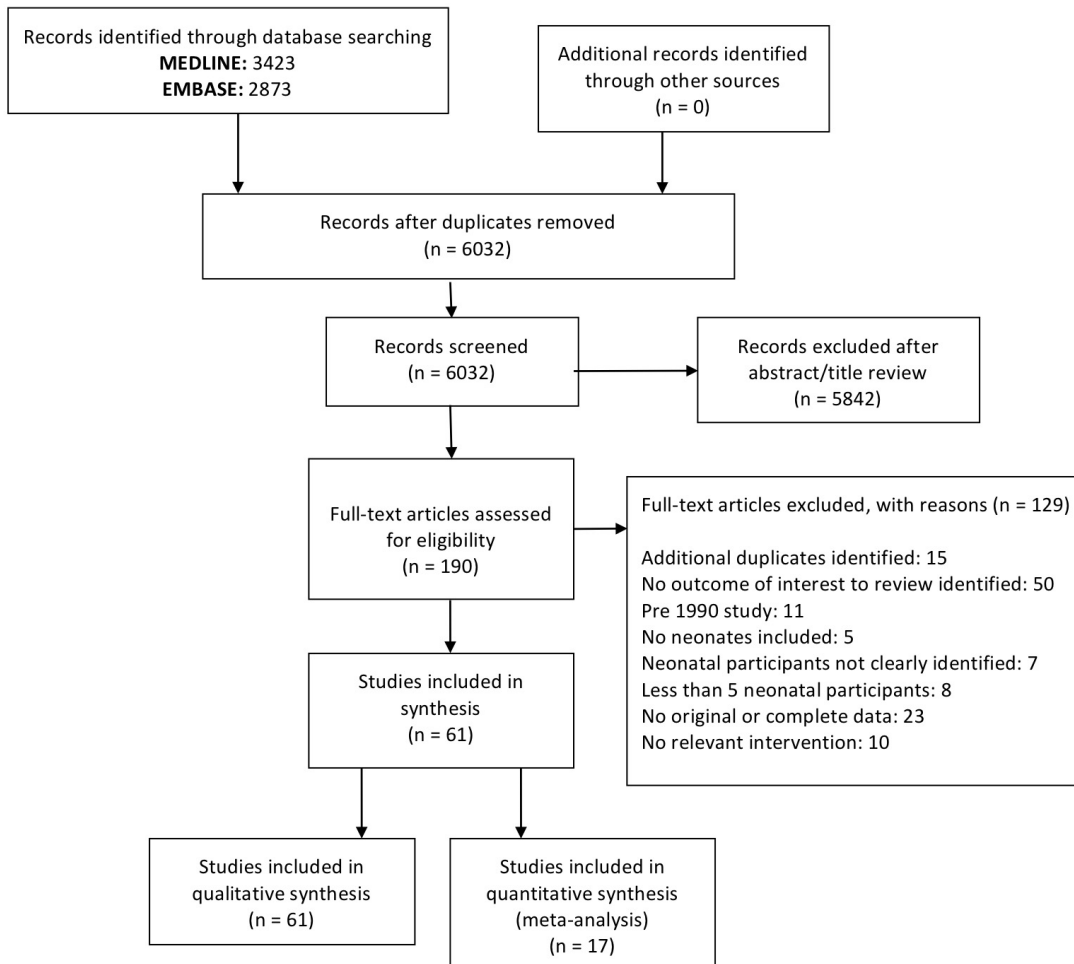 Records identified through database searching
MEDLINE: 3423
EMBASE: 2873
Additional records identified
through other sources
(n = 0)
Records after duplicates removed
(n = 6032)
Records screened
(n = 6032)
Records excluded after
abstract/title review
(n = 5842)
Full-text articles assessed
for eligibility
(n = 190)
Full-text articles excluded, with reasons (n = 129)
Additional duplicates identified: 15
No outcome of interest to review identified: 50
Pre 1990 study: 11
No neonates included: 5
Neonatal participants not clearly identified: 7
Less than 5 neonatal participants: 8
No original or complete data: 23
No relevant intervention: 10
Studies included in
synthesis
(n = 61)
Studies included in
qualitative synthesis
(n = 61)
Studies included in
quantitative synthesis
(meta-analysis)
(n = 17)